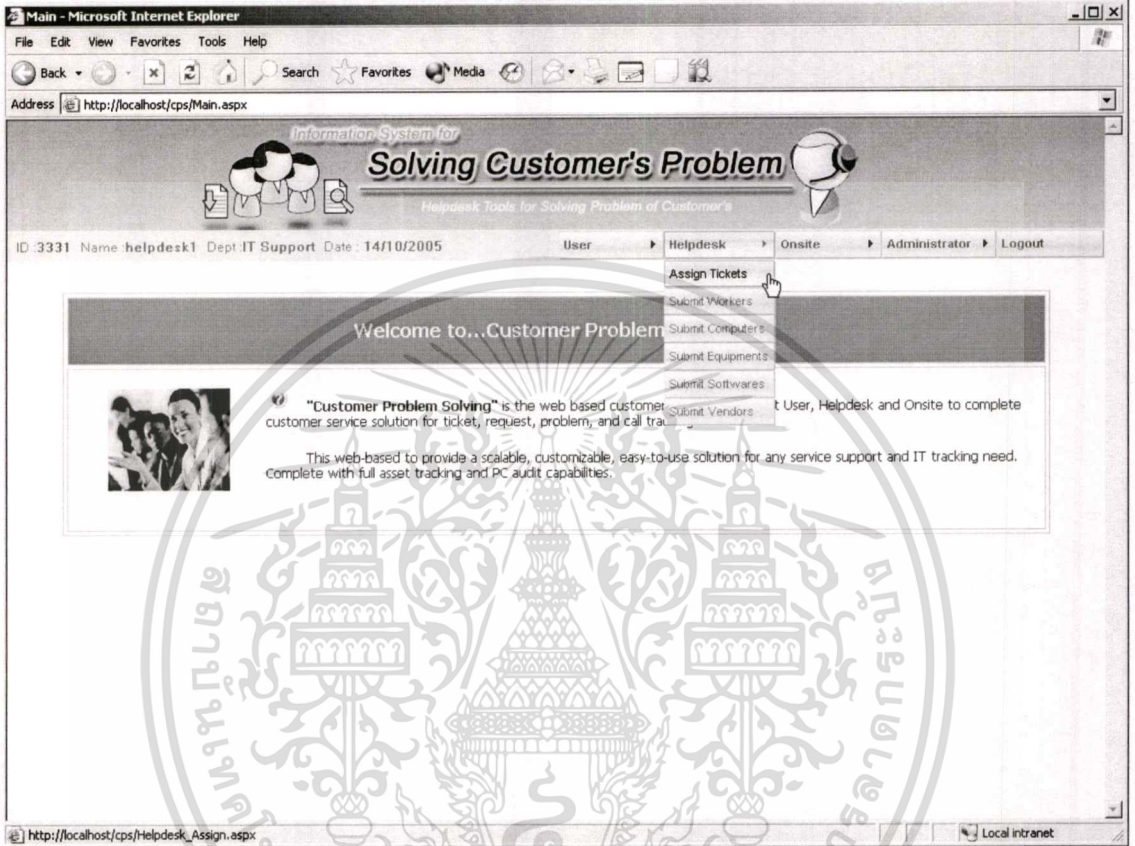 Main - Microsoft Internet Explorer
File Edit View Favorites Tools Help
Back Search Favorites Media
Address http://localhost/cps/Main.aspx
Information System for
Solving Customer's Problem
Helpdesk Tools for Solving Problem of Customer's
ID :3331 Name :helpdesk1 Dept :IT Support Date : 14/10/2005
User Helpdesk Onsite Administrator Logout
Assign Tickets
Submit Workers
Submit Computers
Submit Equipments
Submit Softwares
Submit Vendors
Welcome to...Customer Problem
"Customer Problem Solving" is the web based customer t User, Helpdesk and Onsite to complete
customer service solution for ticket, request, problem, and call
This web-based to provide a scalable, customizable, easy-to-use solution for any service support and IT tracking need.
Complete with full asset tracking and PC audit capabilities.
http://localhost/cps/Helpdesk_Assign.aspx
Local intranet